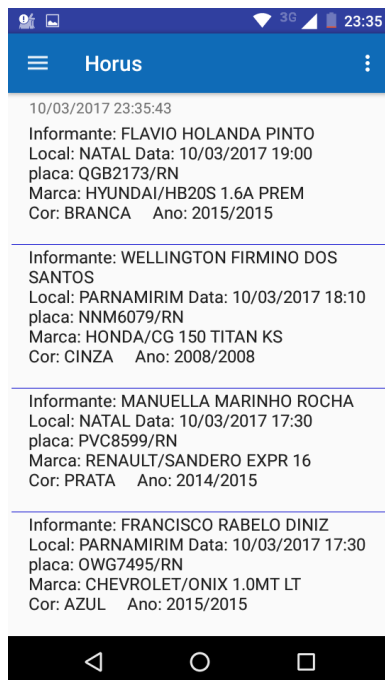 3G 23:35
Horus
10/03/2017 23:35:43
Informante: FLAVIO HOLANDA PINTO
Local: NATAL Data: 10/03/2017 19:00
placa: QGB2173/RN
Marca: HYUNDAI/HB20S 1.6A PREM
Cor: BRANCA Ano: 2015/2015
Informante: WELLINGTON FIRMINO DOS
SANTOS
Local: PARNAMIRIM Data: 10/03/2017 18:10
placa: NNM6079/RN
Marca: HONDA/CG 150 TITAN KS
Cor: CINZA Ano: 2008/2008
Informante: MANUELLA MARINHO ROCHA
Local: NATAL Data: 10/03/2017 17:30
placa: PVC8599/RN
Marca: RENAULT/SANDERO EXPR 16
Cor: PRATA Ano: 2014/2015
Informante: FRANCISCO RABELO DINIZ
Local: PARNAMIRIM Data: 10/03/2017 17:30
placa: OWG7495/RN
Marca: CHEVROLET/ONIX 1.0MT LT
Cor: AZUL Ano: 2015/2015